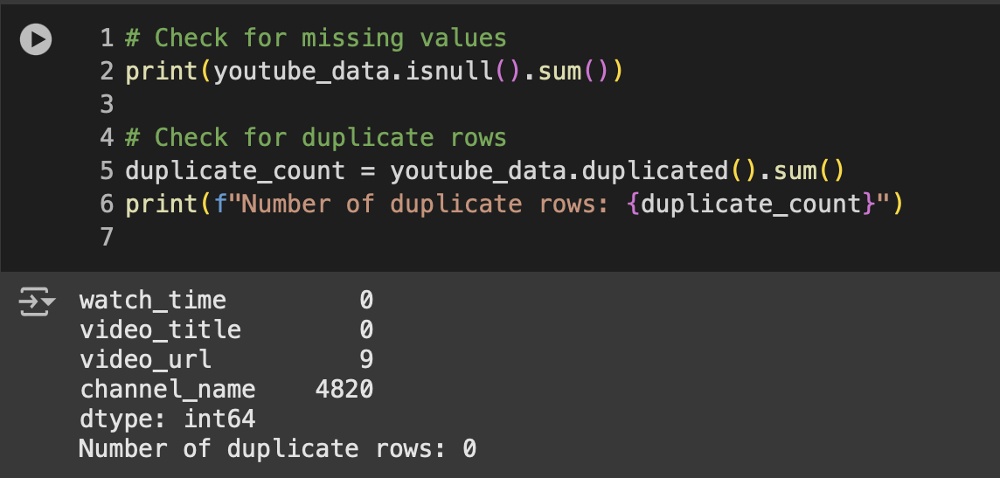 1 # Check for missing values
2 print(youtube_data.isnull().sum())
3
4 # Check for duplicate rows
5 duplicate_count = youtube_data.duplicated().sum()
6 print(f"Number of duplicate rows: {duplicate_count}")
7
watch_time 0
video_title 0
video_url 9
channel_name 4820
dtype: int64
Number of duplicate rows: 0